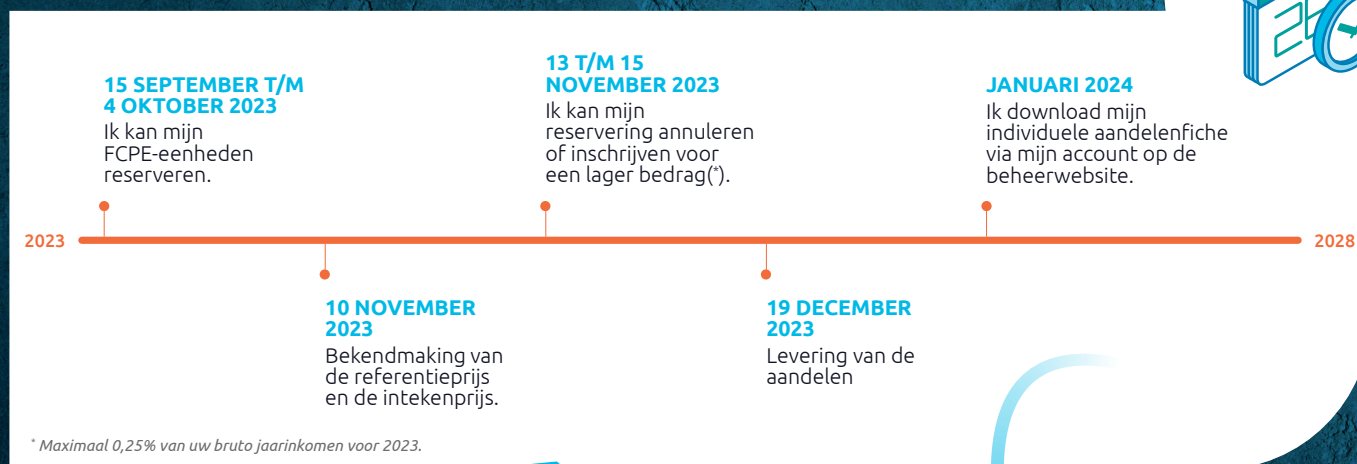 15 SEPTEMBER T/M
4 OKTOBER 2023
Ik kan mijn
FCPE-eenheden
reserveren.
13 T/M 15
NOVEMBER 2023
Ik kan mijn
reservering annuleren
of inschrijven voor
een lager bedrag(*).
JANUARI 2024
Ik download mijn
individuele aandelenfiche
via mijn account op de
beheerwebsite.
2023
2028
10 NOVEMBER
2023
Bekendmaking van
de referentieprijs
en de intekenprijs.
19 DECEMBER
2023
Levering van de
aandelen
* Maximaal 0,25% van uw bruto jaarinkomen voor 2023.